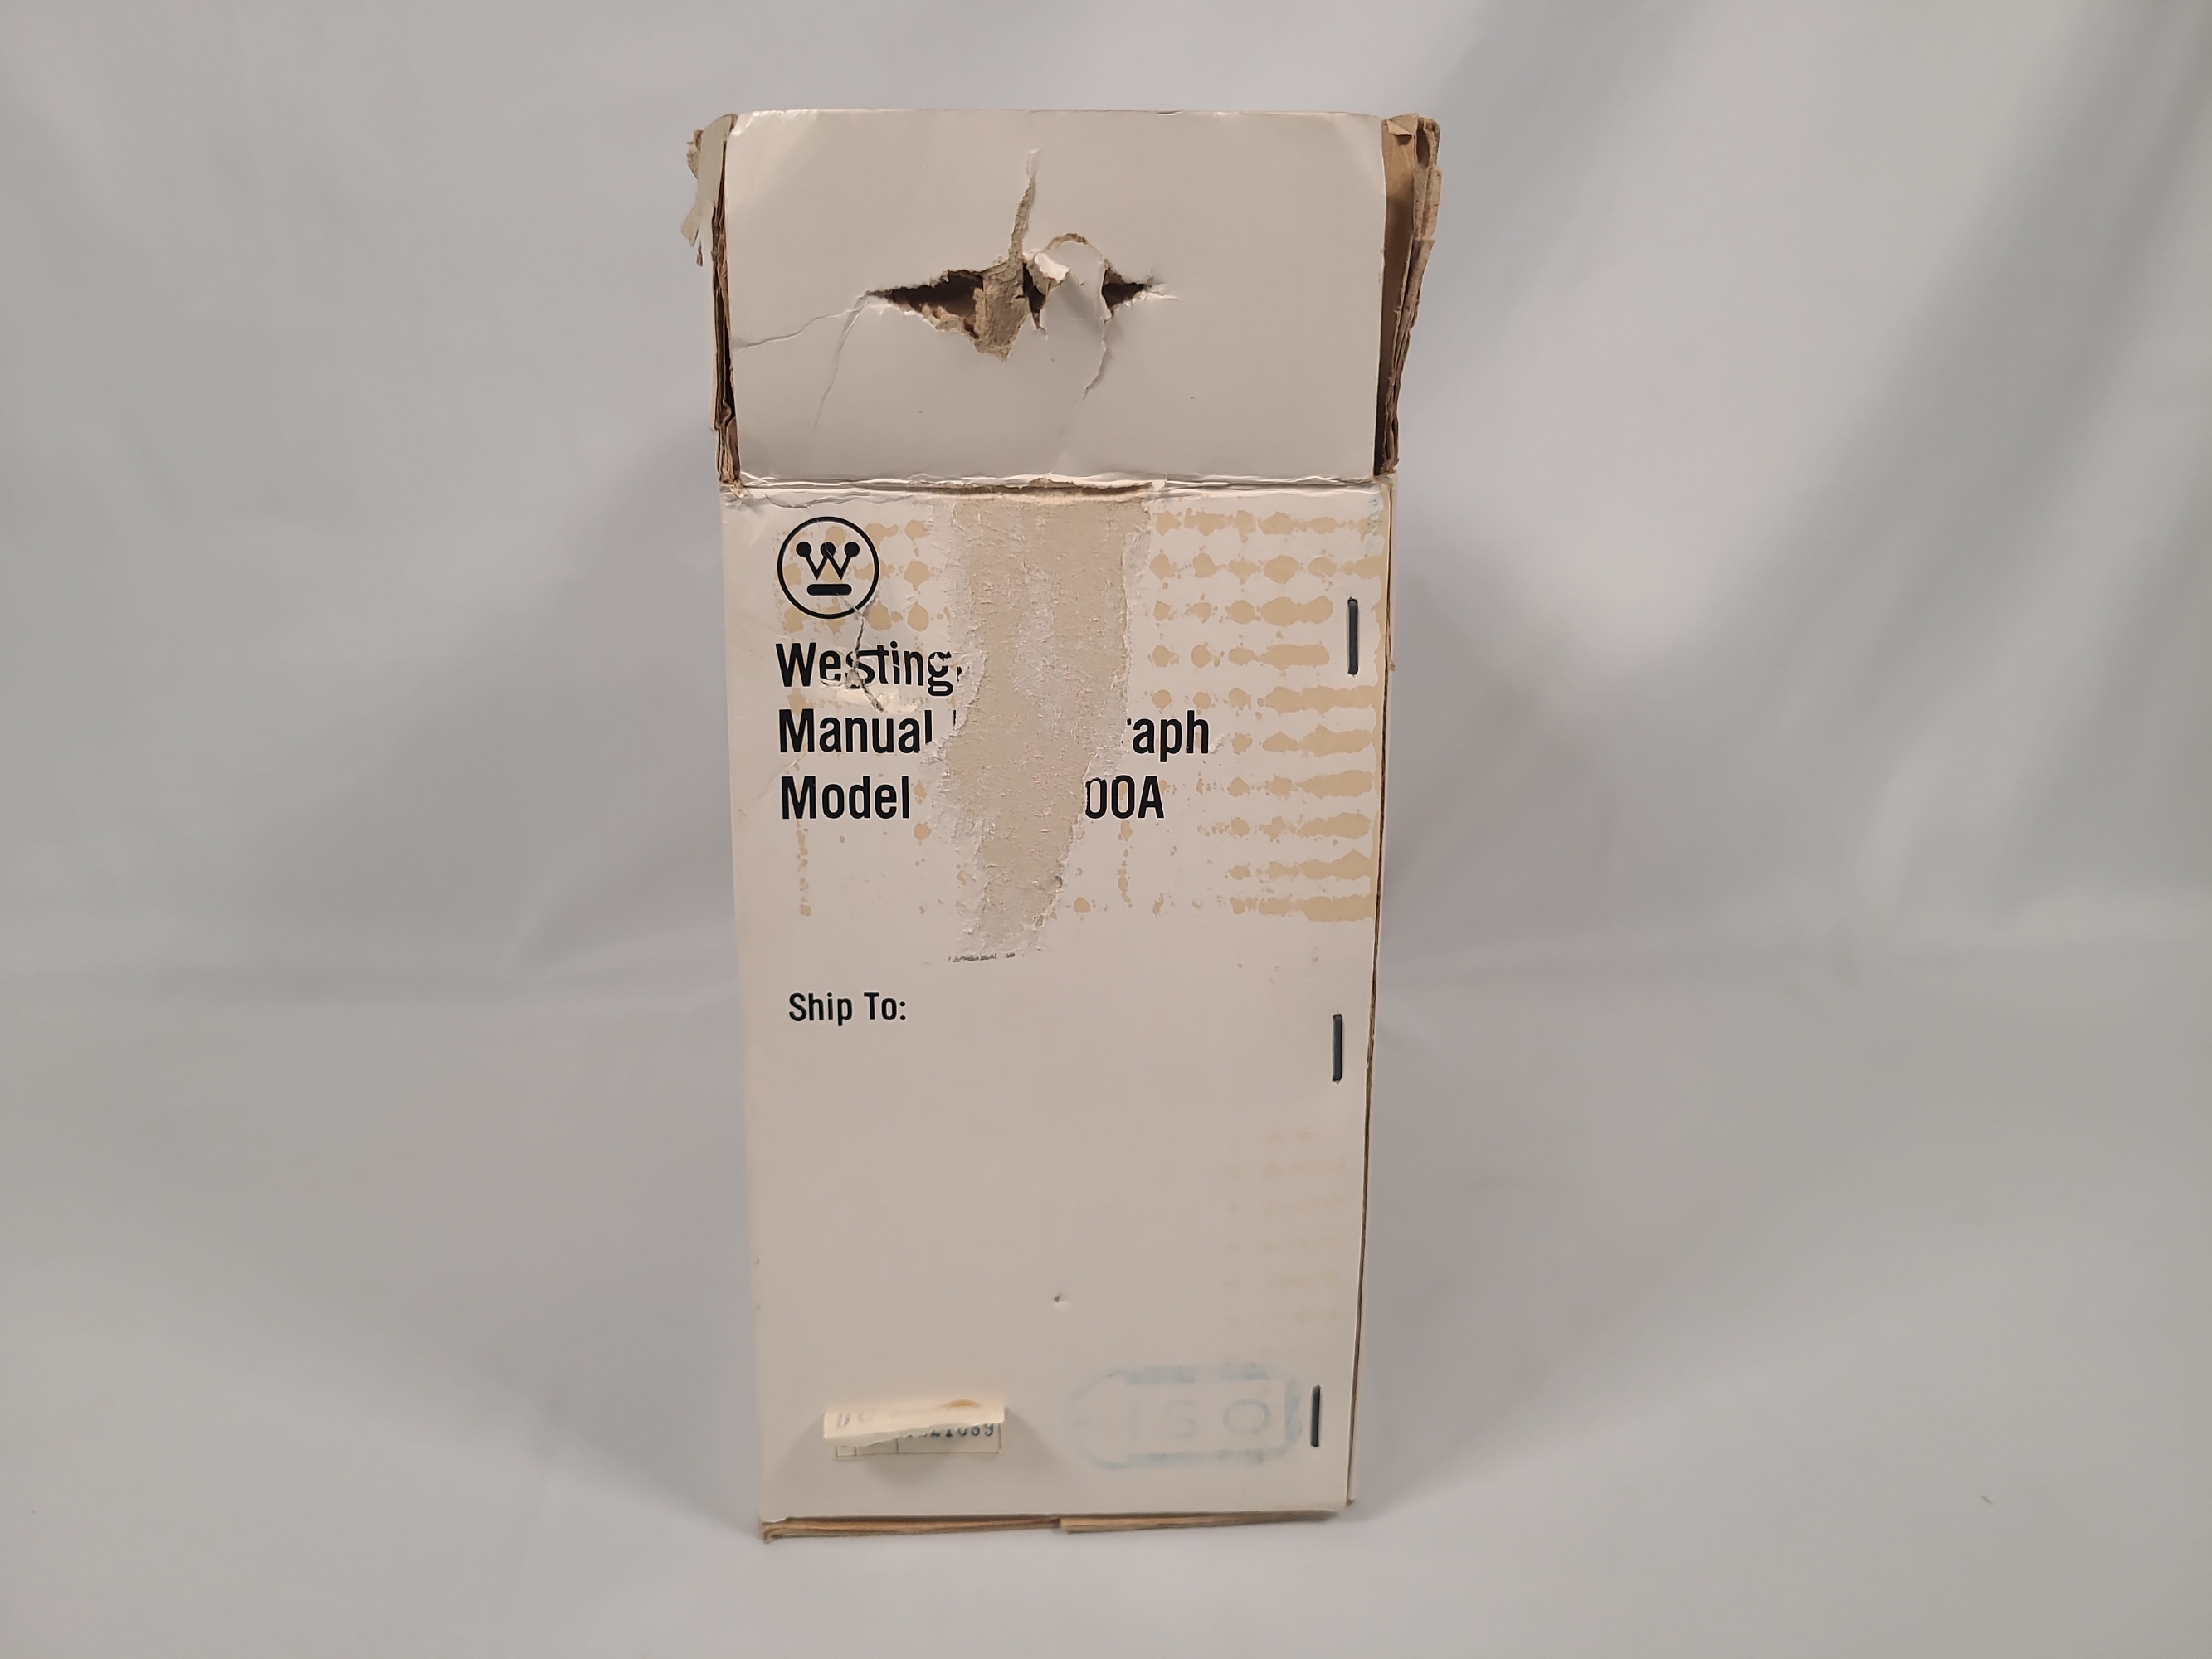 W
Westing
Manual raph
Model 00A
Ship To:
ISO